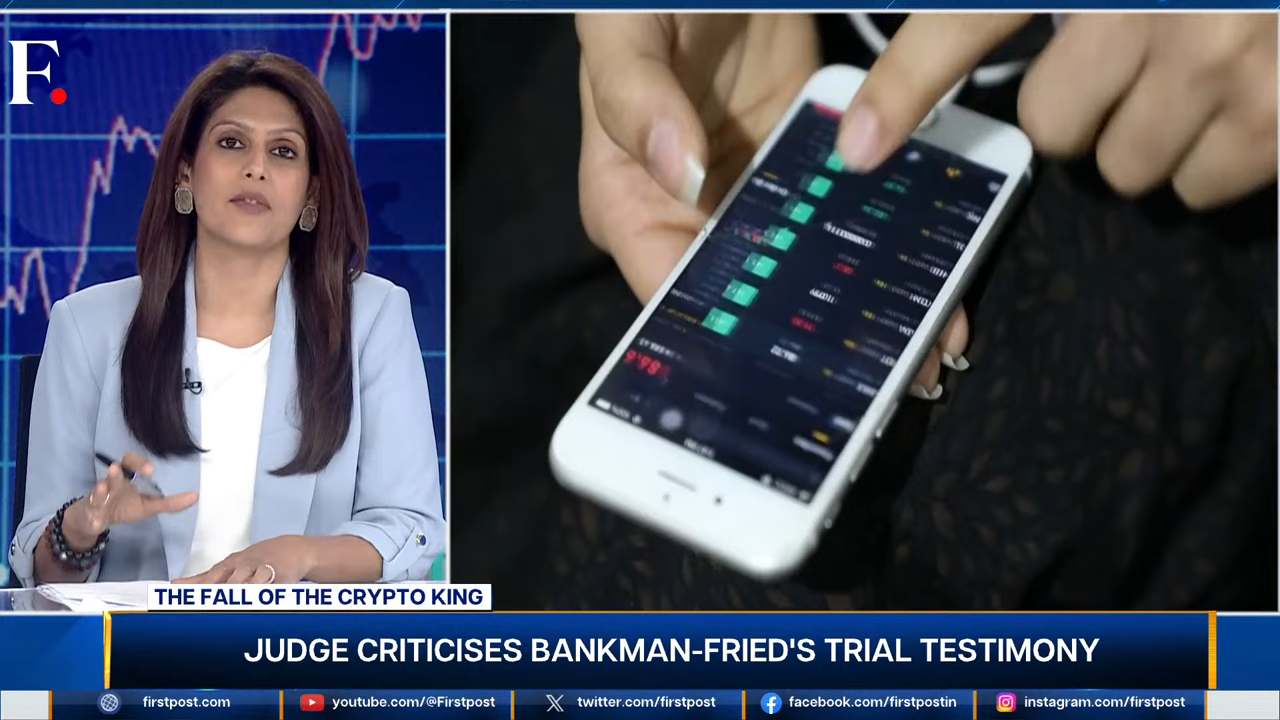 F.
THE FALL OF THE CRYPTO KING
JUDGE CRITICISES BANKMAN-FRIED'S TRIAL TESTIMONY
firstpost.com
youtube.com/@Firstpost
twitter.com/firstpost
facebook.com/firstpostin
instagram.com/firstpost